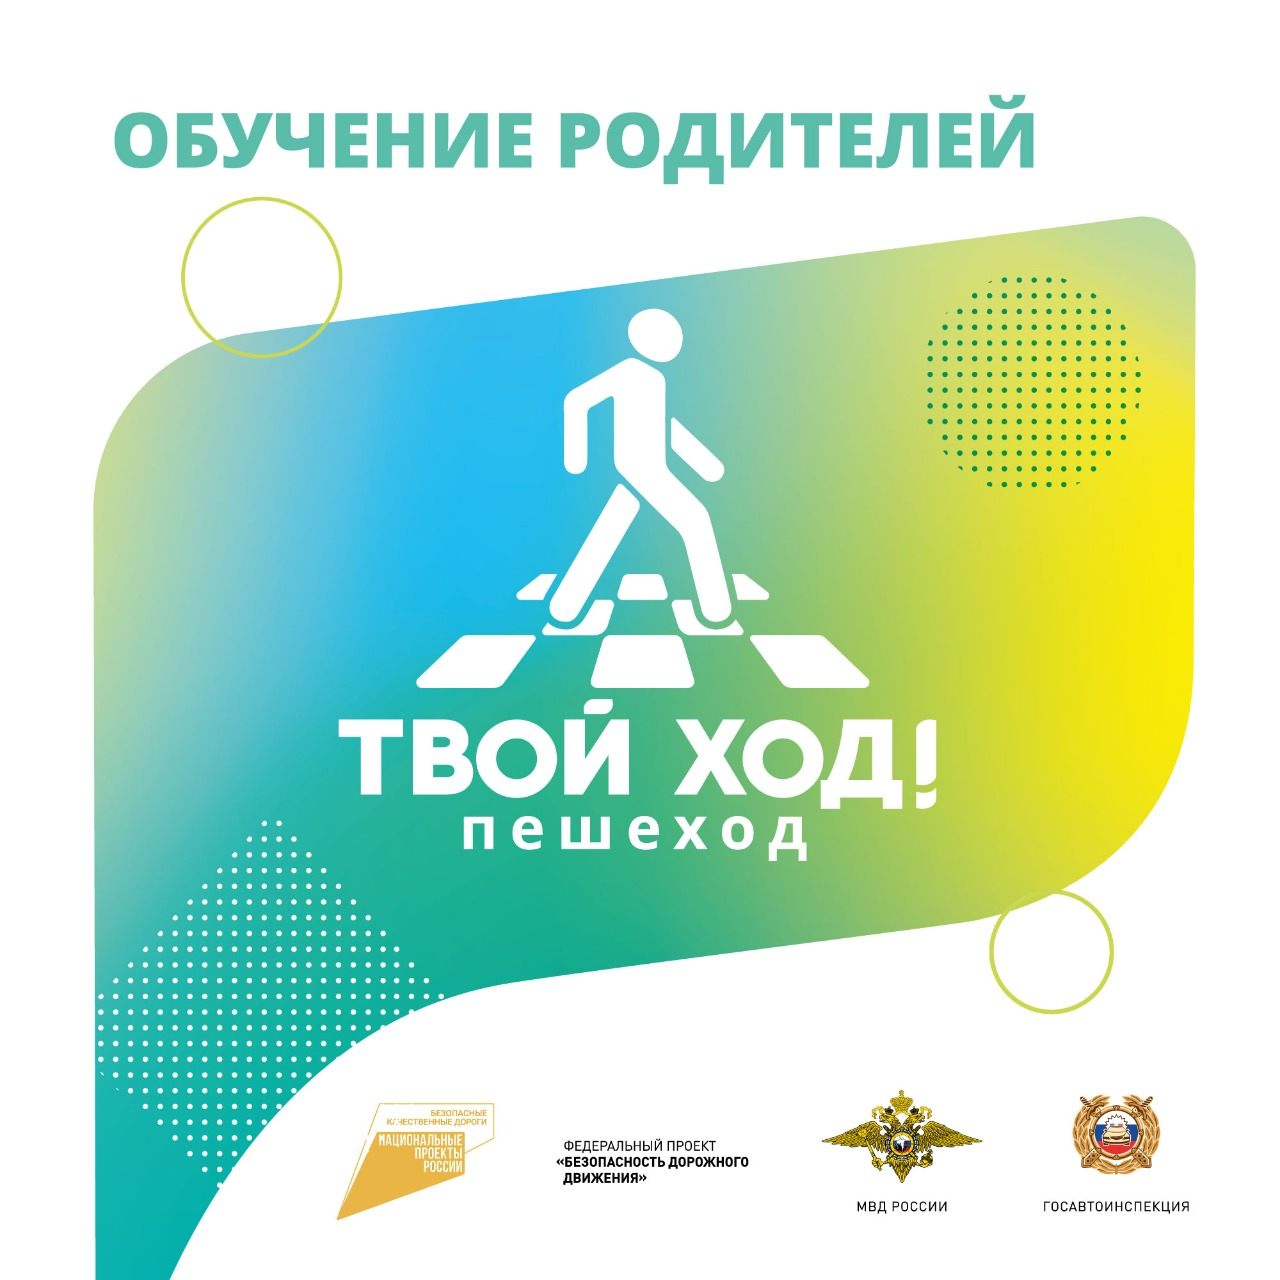 ОБУЧЕНИЕ РОДИТЕЛЕЙ
ТВОЙ ХОД!
пешеход
БЕЗОПАСНЫЕ
КАЧЕСТВЕННЫЕ ДОРОГИ
НАЦИОНАЛЬНЫЕ
ПРОЕКТЫ
РОССИИ
ФЕДЕРАЛЬНЫЙ ПРОЕКТ
«БЕЗОПАСНОСТЬ ДОРОЖНОГО
ДВИЖЕНИЯ»
МВД РОССИИ
ГОСАВТОИНСПЕКЦИЯ